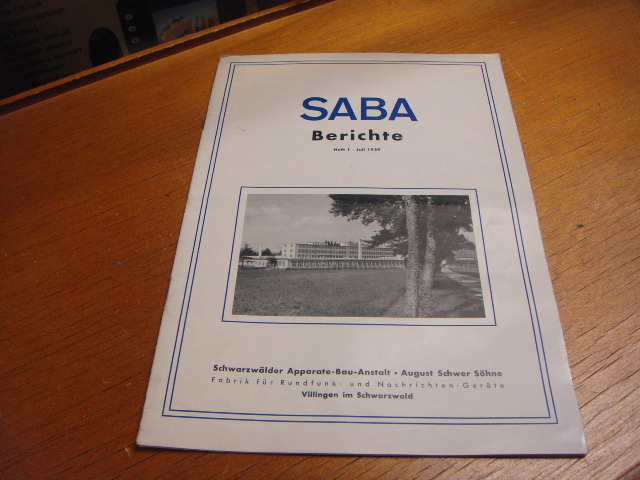 SABA
Berichte
Heft 1 - Juli 1939
Schwarzwälder Apparate-Bau-Anstalt • August Schwer Söhne
Fabrik für Rundfunk- und Nachrichten-Geräte
Villingen im Schwarzwald